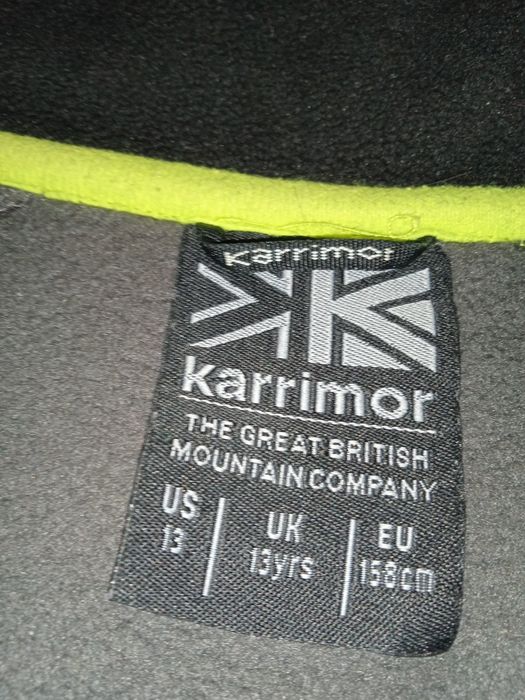 Karrimor
karrimor
THE GREAT BRITISH
MOUNTAIN COMPANY
US UK EU
13 13yrs 158cm